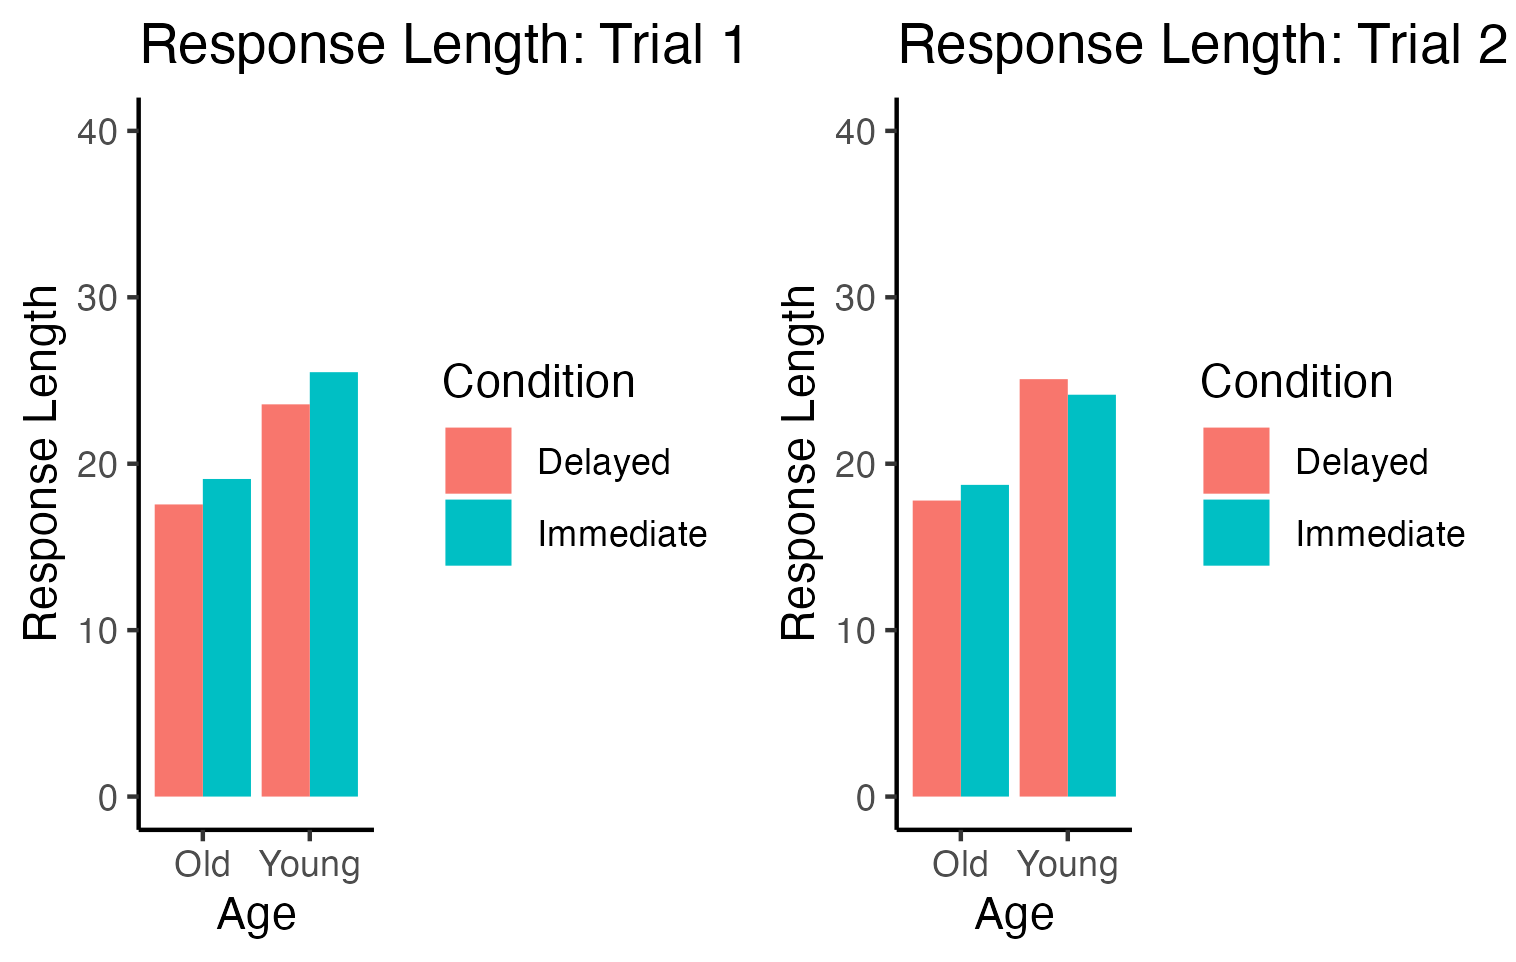 Response Length: Trial 1
Response Length
40
30
20
10
0
Old Young
Age
Condition
Delayed
Immediate
Response Length: Trial 2
Response Length
40
30
20
10
0
Old Young
Age
Condition
Delayed
Immediate